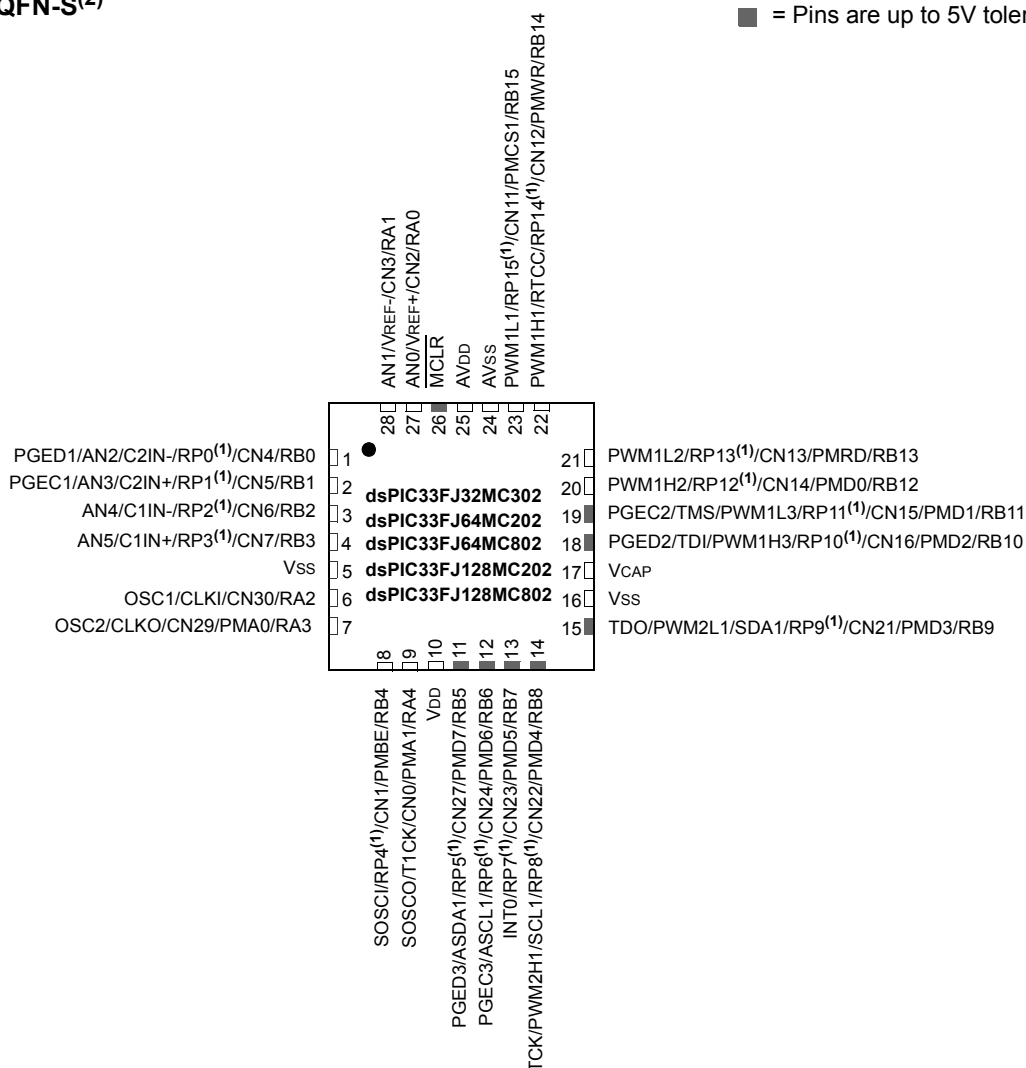 QFN-S(2)
= Pins are up to 5V toler
AN1/VREF-/CN3/RA1
AN0/VREF+/CN2/RA0
MCLR
AVDD
AVSS
PWM1L1/RP15(1)/CN11/PMCS1/RB15
PWM1H1/RTCC/RP14(1)/CN12/PMWR/RB14
28 27 26 25 24 23 22
PGED1/AN2/C2IN-/RP0(1)/CN4/RB0 1
PGEC1/AN3/C2IN+/RP1(1)/CN5/RB1 2
AN4/C1IN-/RP2(1)/CN6/RB2 3
AN5/C1IN+/RP3(1)/CN7/RB3 4
VSS 5
OSC1/CLKI/CN30/RA2 6
OSC2/CLKO/CN29/PMA0/RA3 7
dsPIC33FJ32MC302
dsPIC33FJ64MC202
dsPIC33FJ64MC802
dsPIC33FJ128MC202
dsPIC33FJ128MC802
21 PWM1L2/RP13(1)/CN13/PMRD/RB13
20 PWM1H2/RP12(1)/CN14/PMD0/RB12
19 PGEC2/TMS/PWM1L3/RP11(1)/CN15/PMD1/RB11
18 PGED2/TDI/PWM1H3/RP10(1)/CN16/PMD2/RB10
17 VCAP
16 VSS
15 TDO/PWM2L1/SDA1/RP9(1)/CN21/PMD3/RB9
8 9 10 11 12 13 14
SOSCI/RP4(1)/CN1/PMBE/RB4
SOSCO/T1CK/CN0/PMA1/RA4
VDD
PGED3/ASDA1/RP5(1)/CN27/PMD7/RB5
PGEC3/ASCL1/RP6(1)/CN24/PMD6/RB6
INT0/RP7(1)/CN23/PMD5/RB7
TCK/PWM2H1/SCL1/RP8(1)/CN22/PMD4/RB8